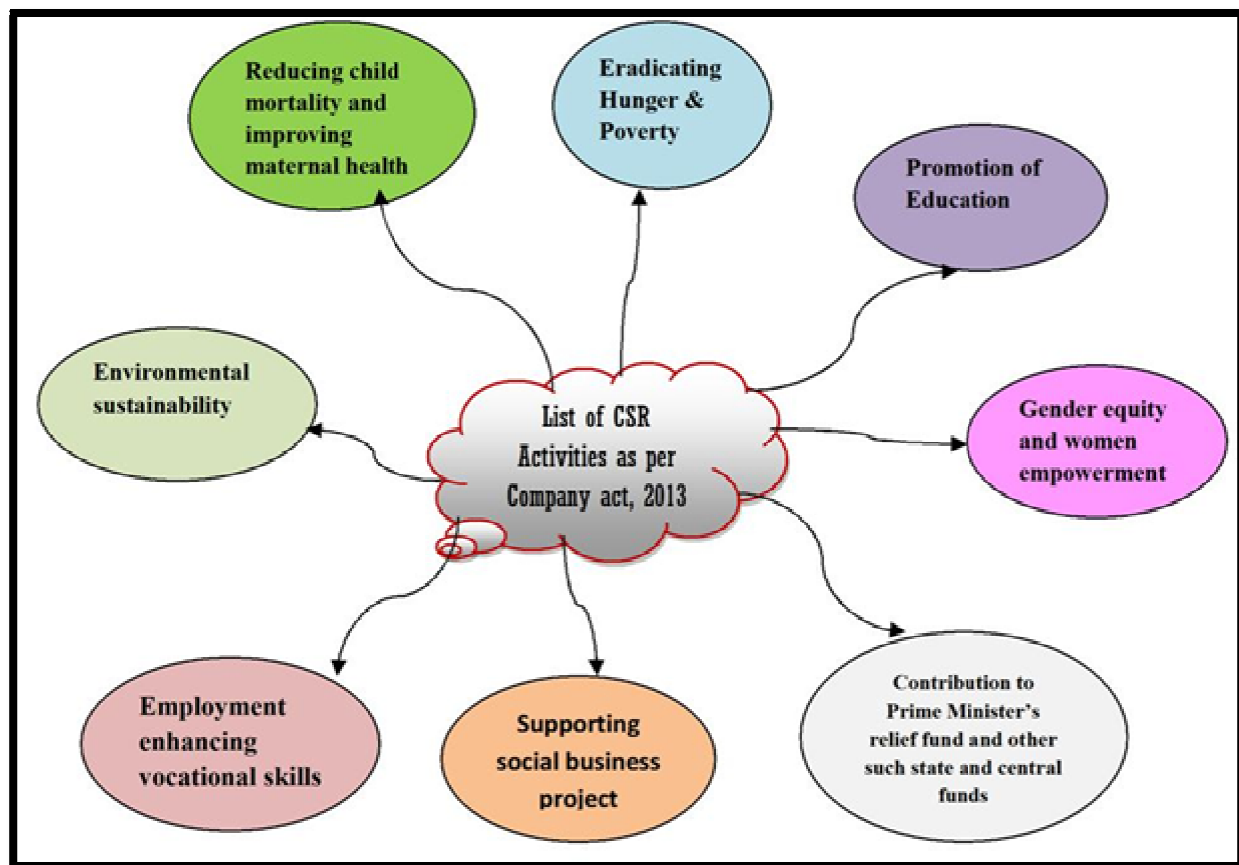 Reducing child
mortality and
improving
maternal health
Eradicating
Hunger &
Poverty
Promotion of
Education
Environmental
sustainability
List of CSR
Activities as per
Company act, 2013
Gender equity
and women
empowerment
Employment
enhancing
vocational skills
Supporting
social business
project
Contribution to
Prime Minister’s
relief fund and other
such state and central
funds